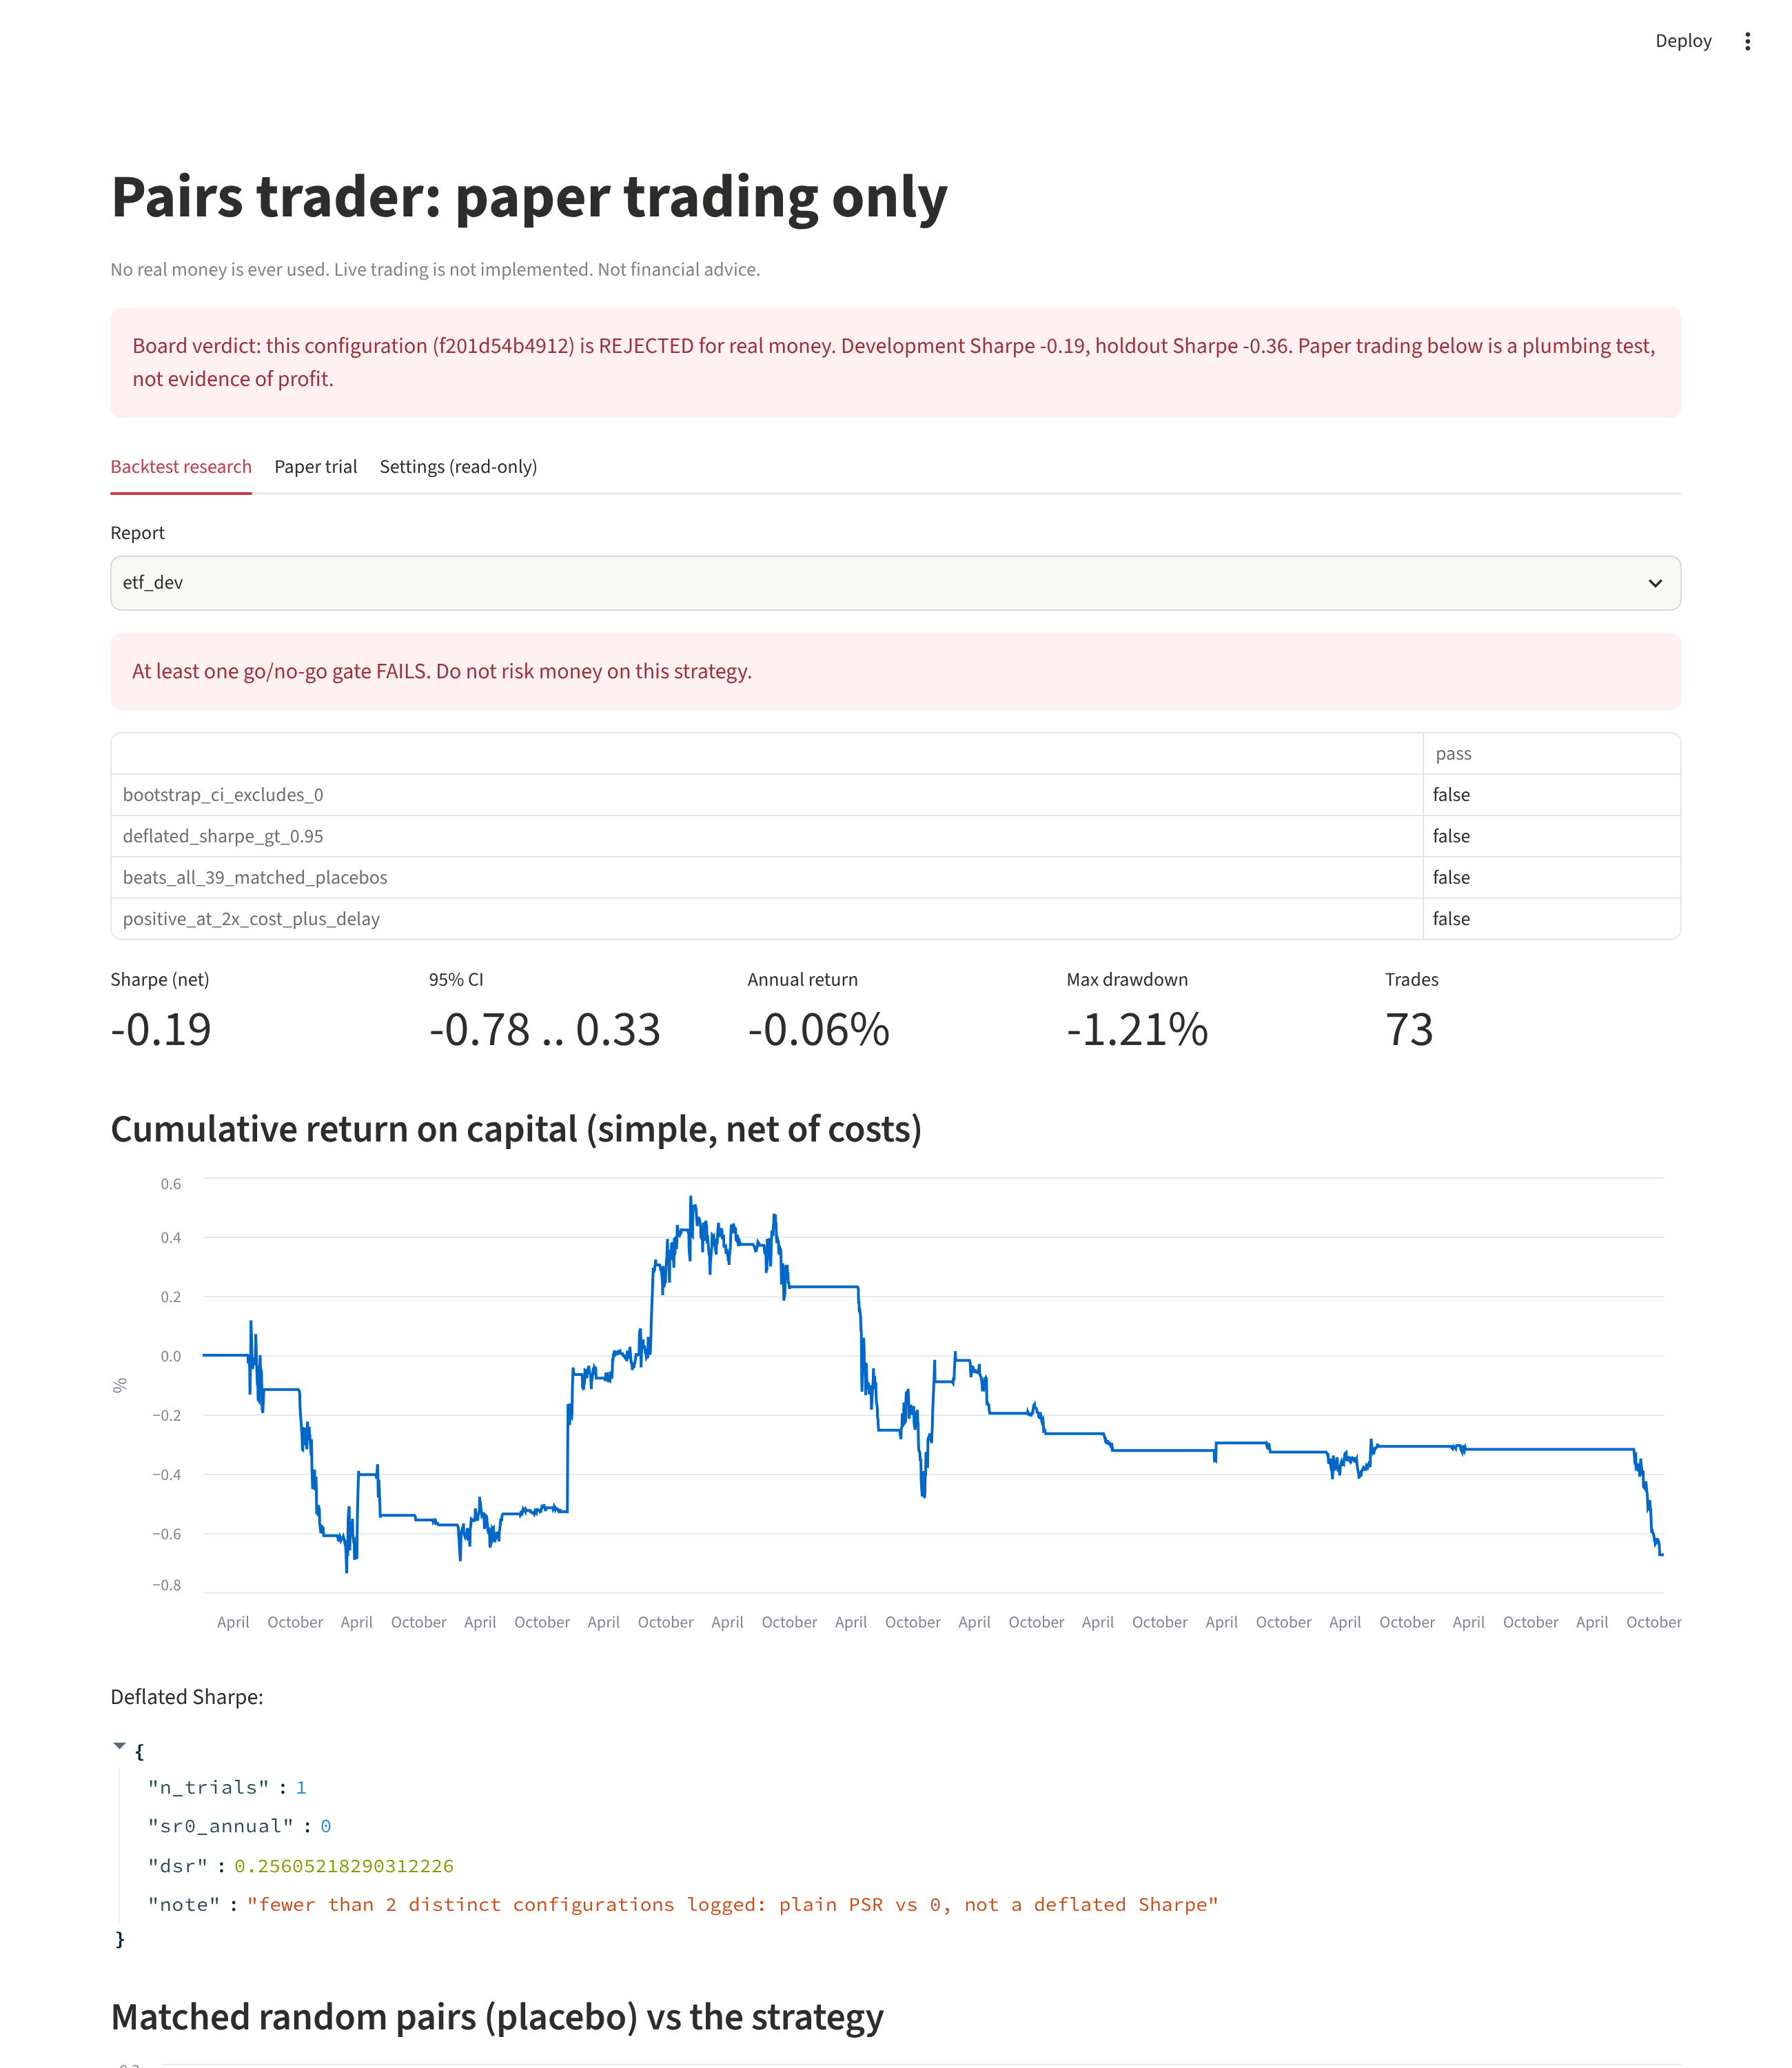 Deploy
Pairs trader: paper trading only
No real money is ever used. Live trading is not implemented. Not financial advice.
Board verdict: this configuration (f201d54b4912) is REJECTED for real money. Development Sharpe -0.19, holdout Sharpe -0.36. Paper trading below is a plumbing test,
not evidence of profit.
Backtest research Paper trial Settings (read-only)
Report
etf_dev
At least one go/no-go gate FAILS. Do not risk money on this strategy.
pass
bootstrap_ci_excludes_0 false
deflated_sharpe_gt_0.95 false
beats_all_39_matched_placebos false
positive_at_2x_cost_plus_delay false
Sharpe (net) 95% CI Annual return Max drawdown Trades
-0.19 -0.78 .. 0.33 -0.06% -1.21% 73
Cumulative return on capital (simple, net of costs)
0.6
0.4
0.2
0.0
%
−0.2
−0.4
−0.6
−0.8
April October April October April October April October April October April October April October April October April October April October April October April October
Deflated Sharpe:
{
"n_trials" : 1
"sr0_annual" : 0
"dsr" : 0.25605218290312226
"note" : "fewer than 2 distinct configurations logged: plain PSR vs 0, not a deflated Sharpe"
}
Matched random pairs (placebo) vs the strategy